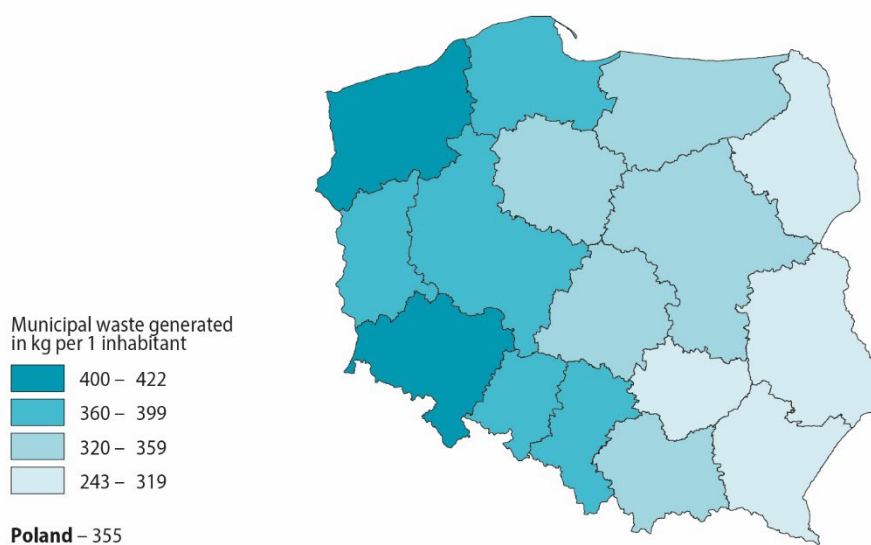 Municipal waste generated
in kg per 1 inhabitant
400 – 422
360 – 399
320 – 359
243 – 319
Poland – 355